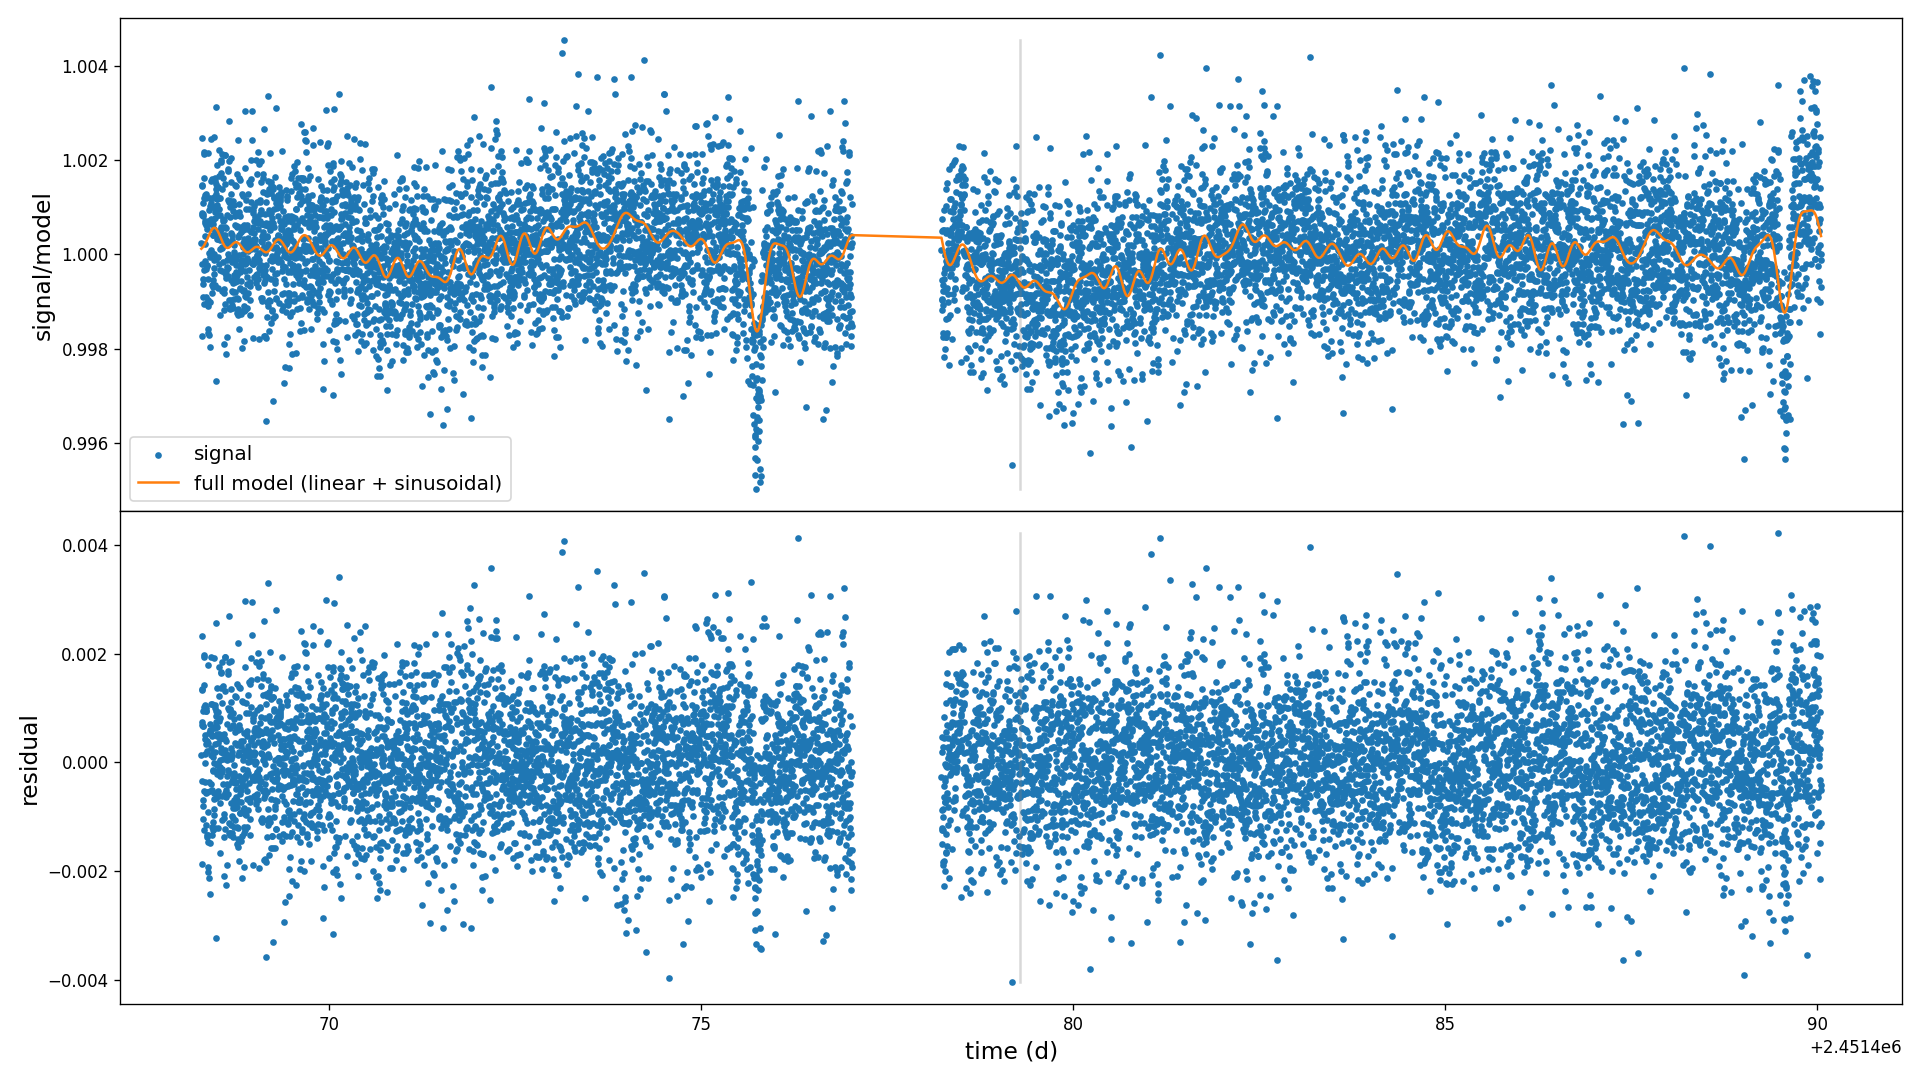 1.004
1.002
1.000
0.998
0.996
signal/model
signal
full model (linear + sinusoidal)
0.004
0.002
0.000
−0.002
−0.004
residual
70
75
80
85
90
time (d)
+2.4514e6